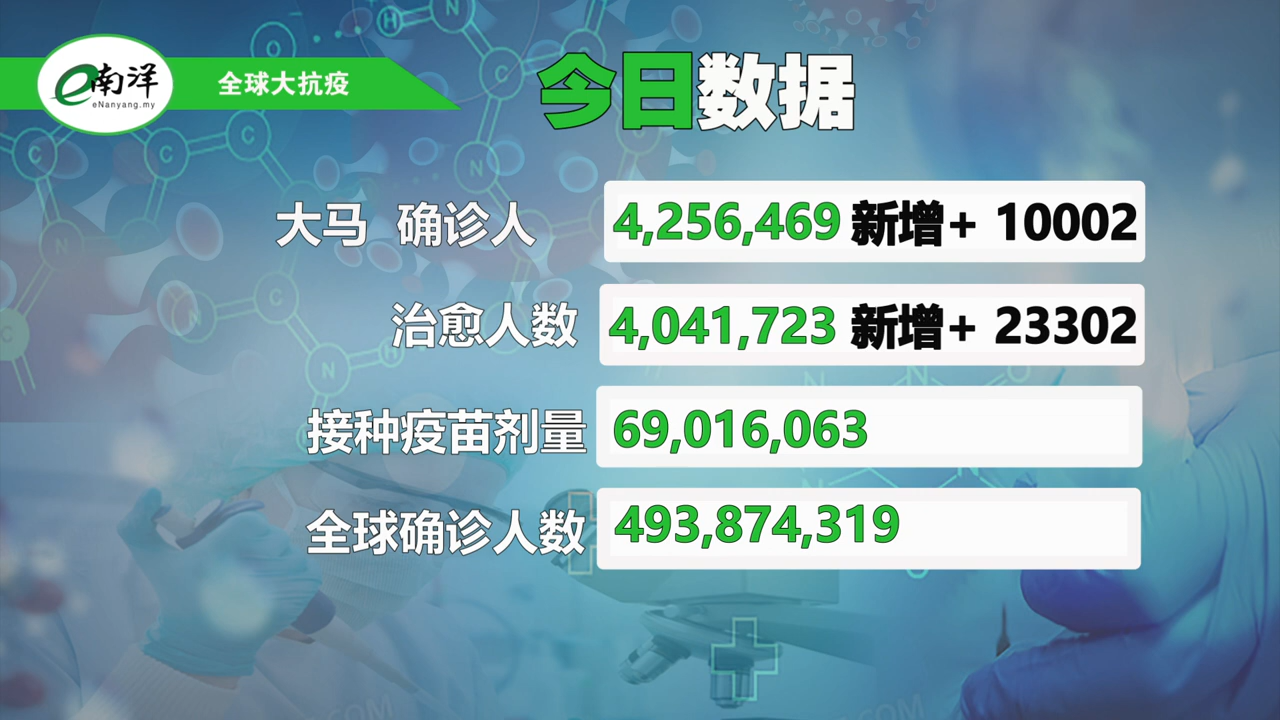 e南洋
eNanyang.my
全球大抗疫
今日数据
大马 确诊人 4,256,469 新增+ 10002
治愈人数 4,041,723 新增+ 23302
接种疫苗剂量 69,016,063
全球确诊人数 493,874,319